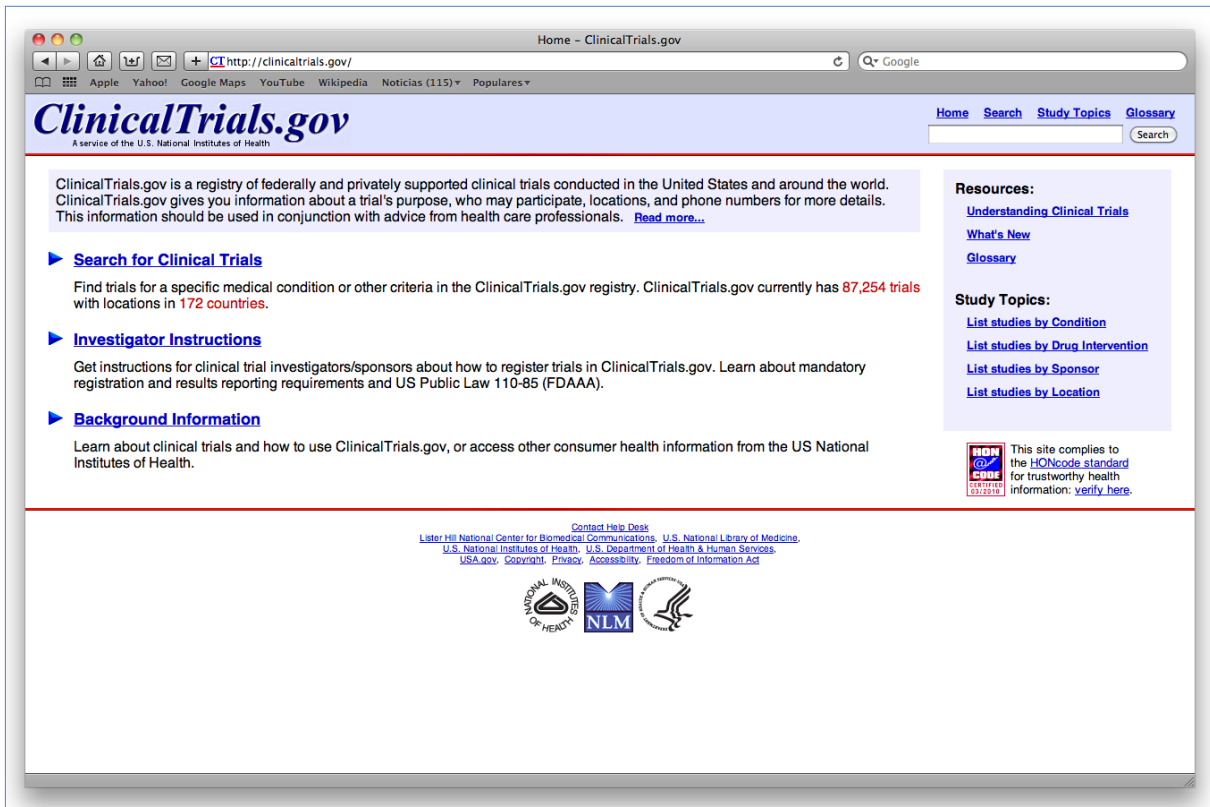 Home – ClinicalTrials.gov
CT http://clinicaltrials.gov/
Google
Apple Yahoo! Google Maps YouTube Wikipedia Noticias (115) Populares
ClinicalTrials.gov
A service of the U.S. National Institutes of Health
Home Search Study Topics Glossary
Search
ClinicalTrials.gov is a registry of federally and privately supported clinical trials conducted in the United States and around the world.
ClinicalTrials.gov gives you information about a trial's purpose, who may participate, locations, and phone numbers for more details.
This information should be used in conjunction with advice from health care professionals. Read more...
Search for Clinical Trials
Find trials for a specific medical condition or other criteria in the ClinicalTrials.gov registry. ClinicalTrials.gov currently has 87,254 trials
with locations in 172 countries.
Investigator Instructions
Get instructions for clinical trial investigators/sponsors about how to register trials in ClinicalTrials.gov. Learn about mandatory
registration and results reporting requirements and US Public Law 110-85 (FDAAA).
Background Information
Learn about clinical trials and how to use ClinicalTrials.gov, or access other consumer health information from the US National
Institutes of Health.
Resources:
Understanding Clinical Trials
What's New
Glossary
Study Topics:
List studies by Condition
List studies by Drug Intervention
List studies by Sponsor
List studies by Location
HON
@
CODE
CERTIFIED
03/2010
This site complies to
the HONcode standard
for trustworthy health
information: verify here.
Contact Help Desk
Lister Hill National Center for Biomedical Communications, U.S. National Library of Medicine,
U.S. National Institutes of Health, U.S. Department of Health & Human Services,
USA.gov, Copyright, Privacy, Accessibility, Freedom of Information Act
NATIONAL INSTITUTES OF HEALTH
NLM